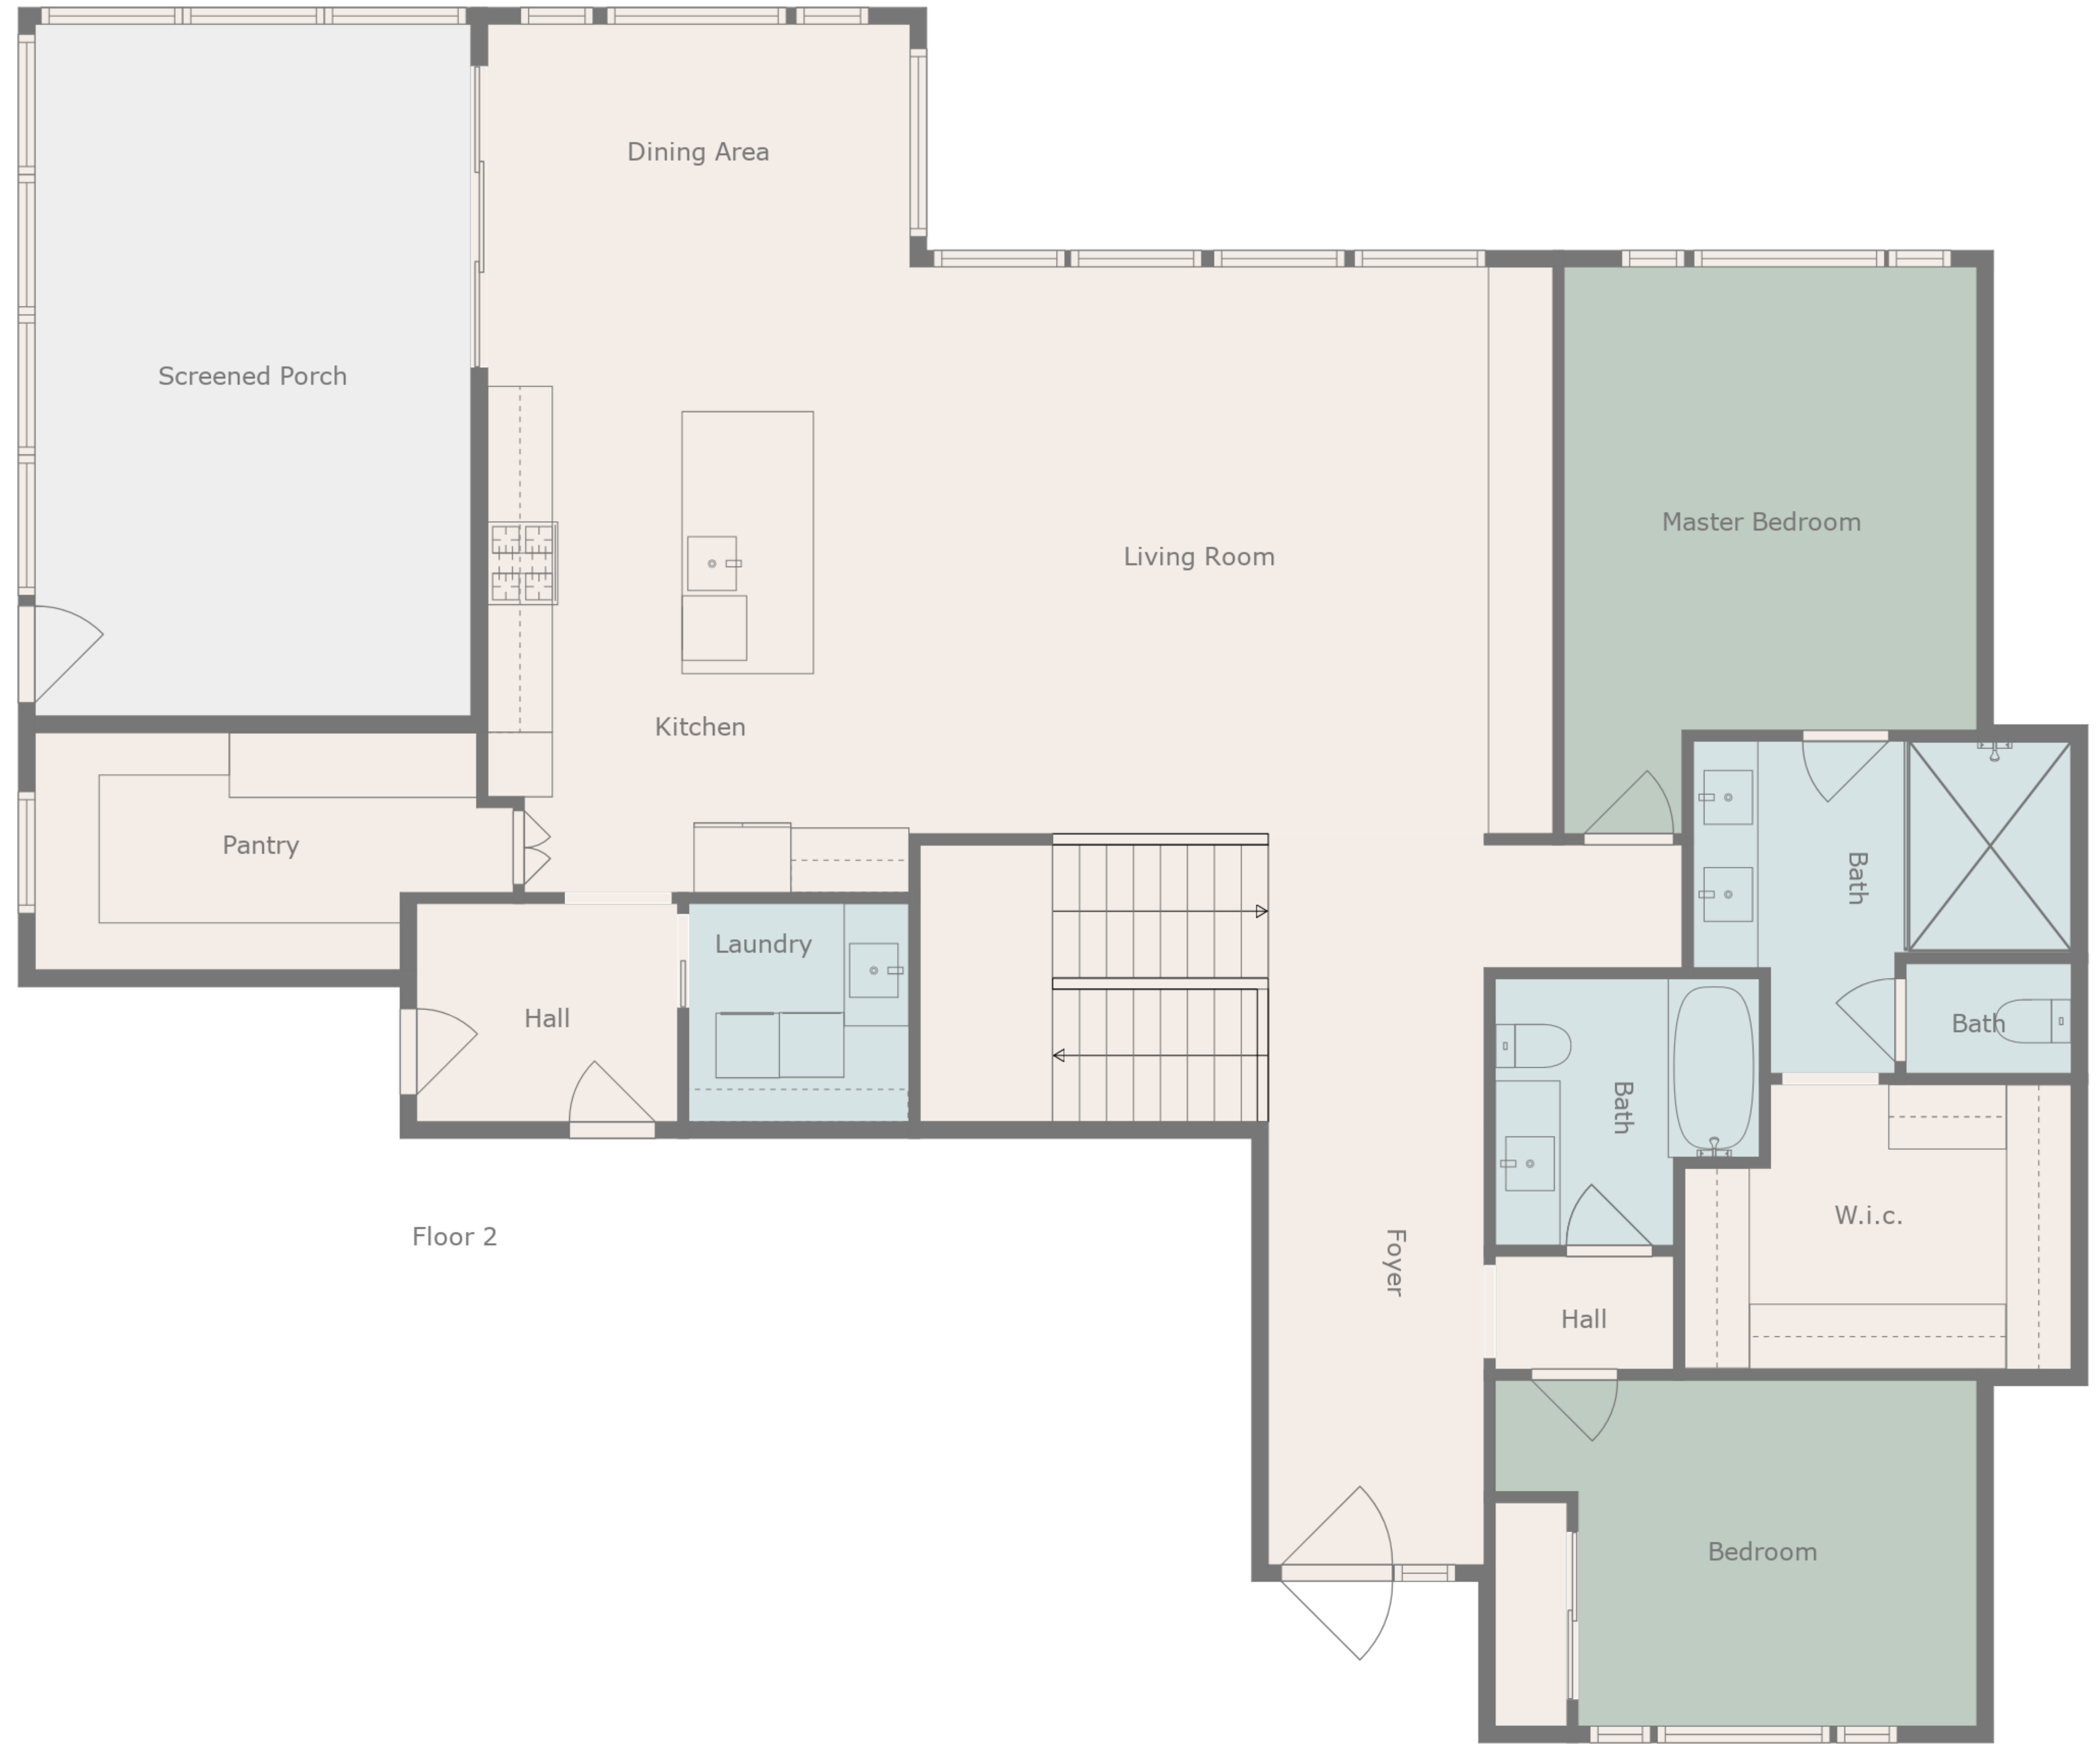 Dining Area
Screened Porch
Master Bedroom
Living Room
Kitchen
Pantry
Bath
Laundry
Hall
Bath
Bath
W.i.c.
Floor 2
Foyer
Hall
Bedroom